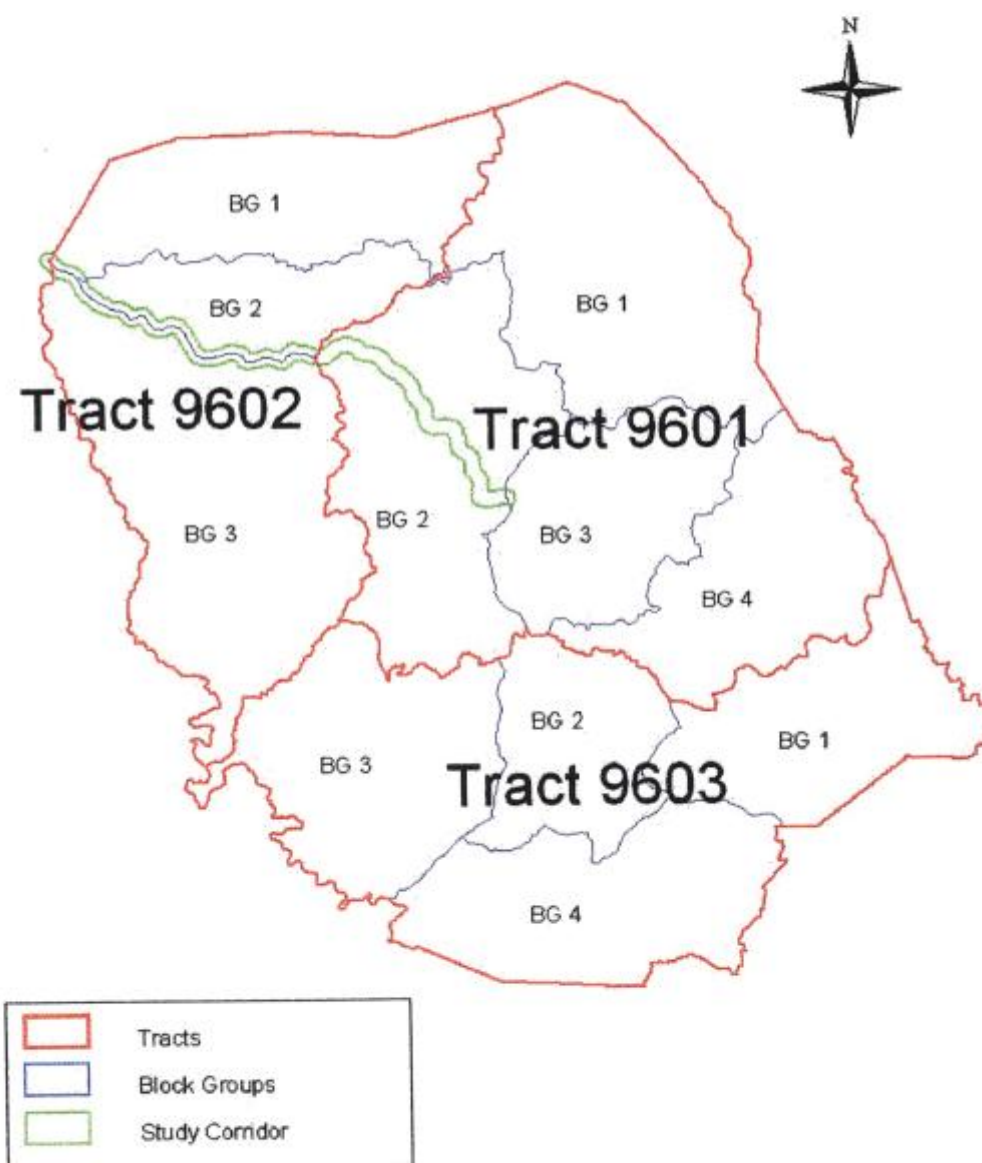 N
BG 1
BG 2
BG 1
Tract 9602
Tract 9601
BG 3
BG 2
BG 3
BG 4
BG 2
BG 3
BG 1
Tract 9603
BG 4
Tracts
Block Groups
Study Corridor